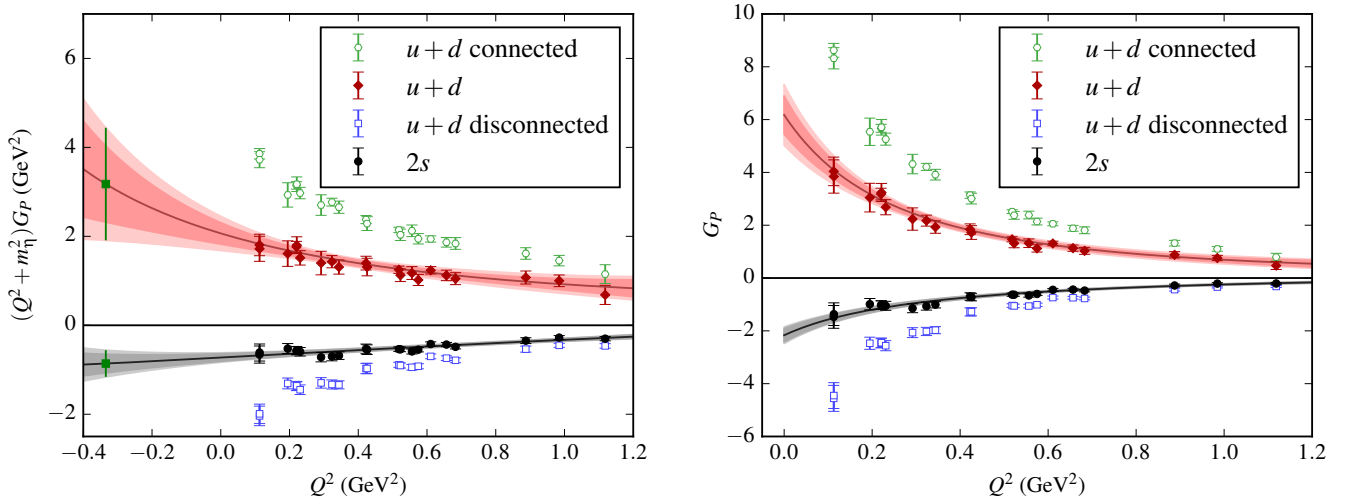 6
4
2
0
−2
(Q² + m²_η) G_P (GeV²)
u + d connected
u + d
u + d disconnected
2s
−0.4
−0.2
0.0
0.2
0.4
0.6
0.8
1.0
1.2
Q² (GeV²)
10
8
6
4
2
0
−2
−4
−6
G_P
u + d connected
u + d
u + d disconnected
2s
0.0
0.2
0.4
0.6
0.8
1.0
1.2
Q² (GeV²)